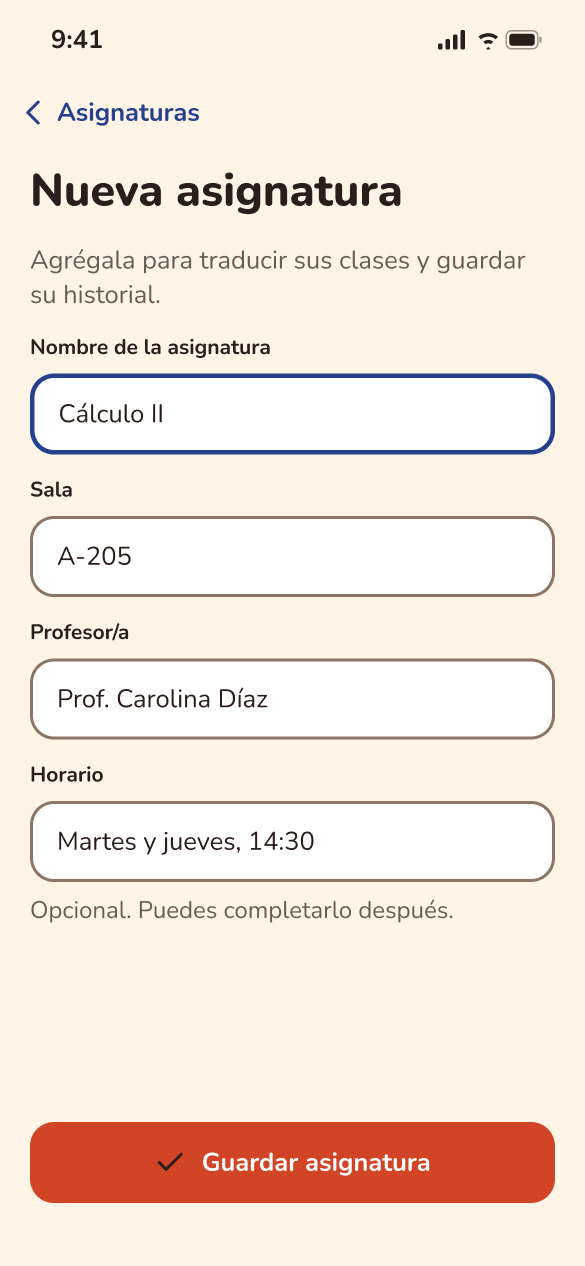 9:41
Asignaturas
Nueva asignatura
Agrégala para traducir sus clases y guardar
su historial.
Nombre de la asignatura
Cálculo II
Sala
A-205
Profesor/a
Prof. Carolina Díaz
Horario
Martes y jueves, 14:30
Opcional. Puedes completarlo después.
Guardar asignatura